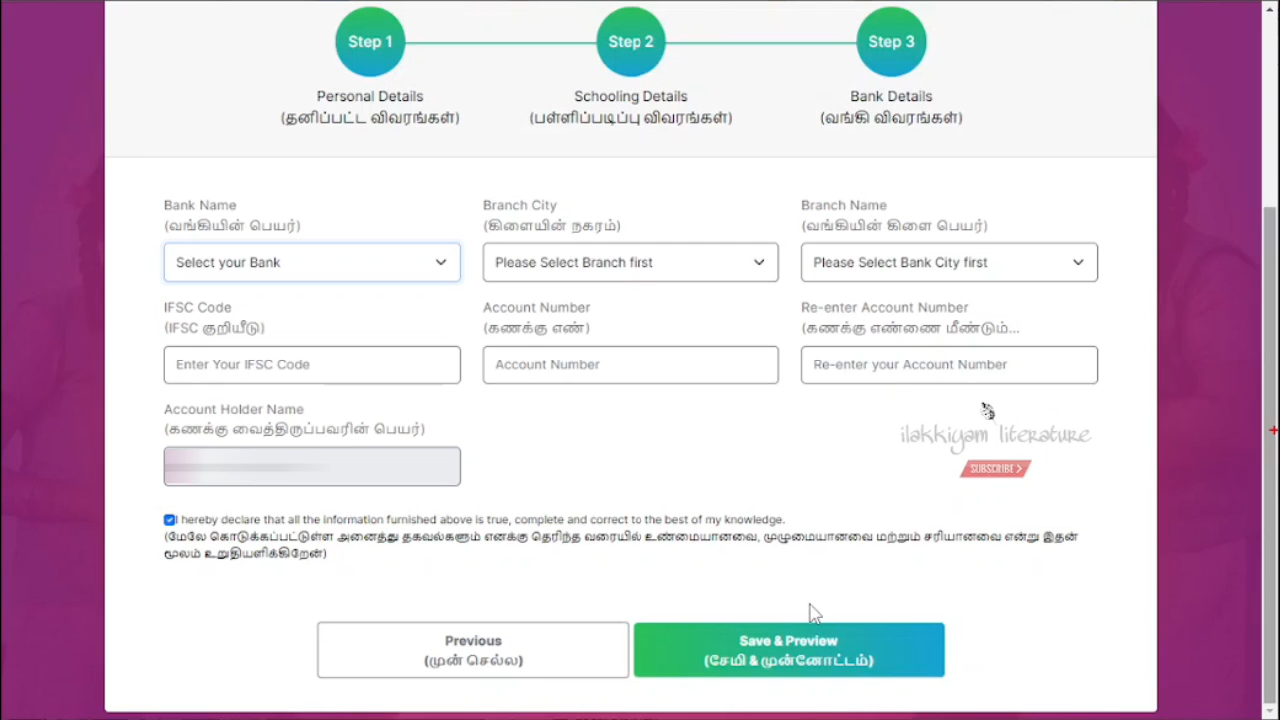 Step 1
Step 2
Step 3
Personal Details
(தனிப்பட்ட விவரங்கள்)
Schooling Details
(பள்ளிப்படிப்பு விவரங்கள்)
Bank Details
(வங்கி விவரங்கள்)
Bank Name
(வங்கியின் பெயர்)
Select your Bank
Branch City
(கிளையின் நகரம்)
Please Select Branch first
Branch Name
(வங்கியின் கிளை பெயர்)
Please Select Bank City first
IFSC Code
(IFSC குறியீடு)
Enter Your IFSC Code
Account Number
(கணக்கு எண்)
Account Number
Re-enter Account Number
(கணக்கு எண்ணை மீண்டும்...
Re-enter your Account Number
Account Holder Name
(கணக்கு வைத்திருப்பவரின் பெயர்)
ilakkiyam literature
SUBSCRIBE >
I hereby declare that all the information furnished above is true, complete and correct to the best of my knowledge.
(மேலே கொடுக்கப்பட்டுள்ள அனைத்து தகவல்களும் எனக்கு தெரிந்த வரையில் உண்மையானவை, முழுமையானவை மற்றும் சரியானவை என்று இதன்
மூலம் உறுதியளிக்கிறேன்)
Previous
(முன் செல்ல)
Save & Preview
(சேமி & முன்னோட்டம்)